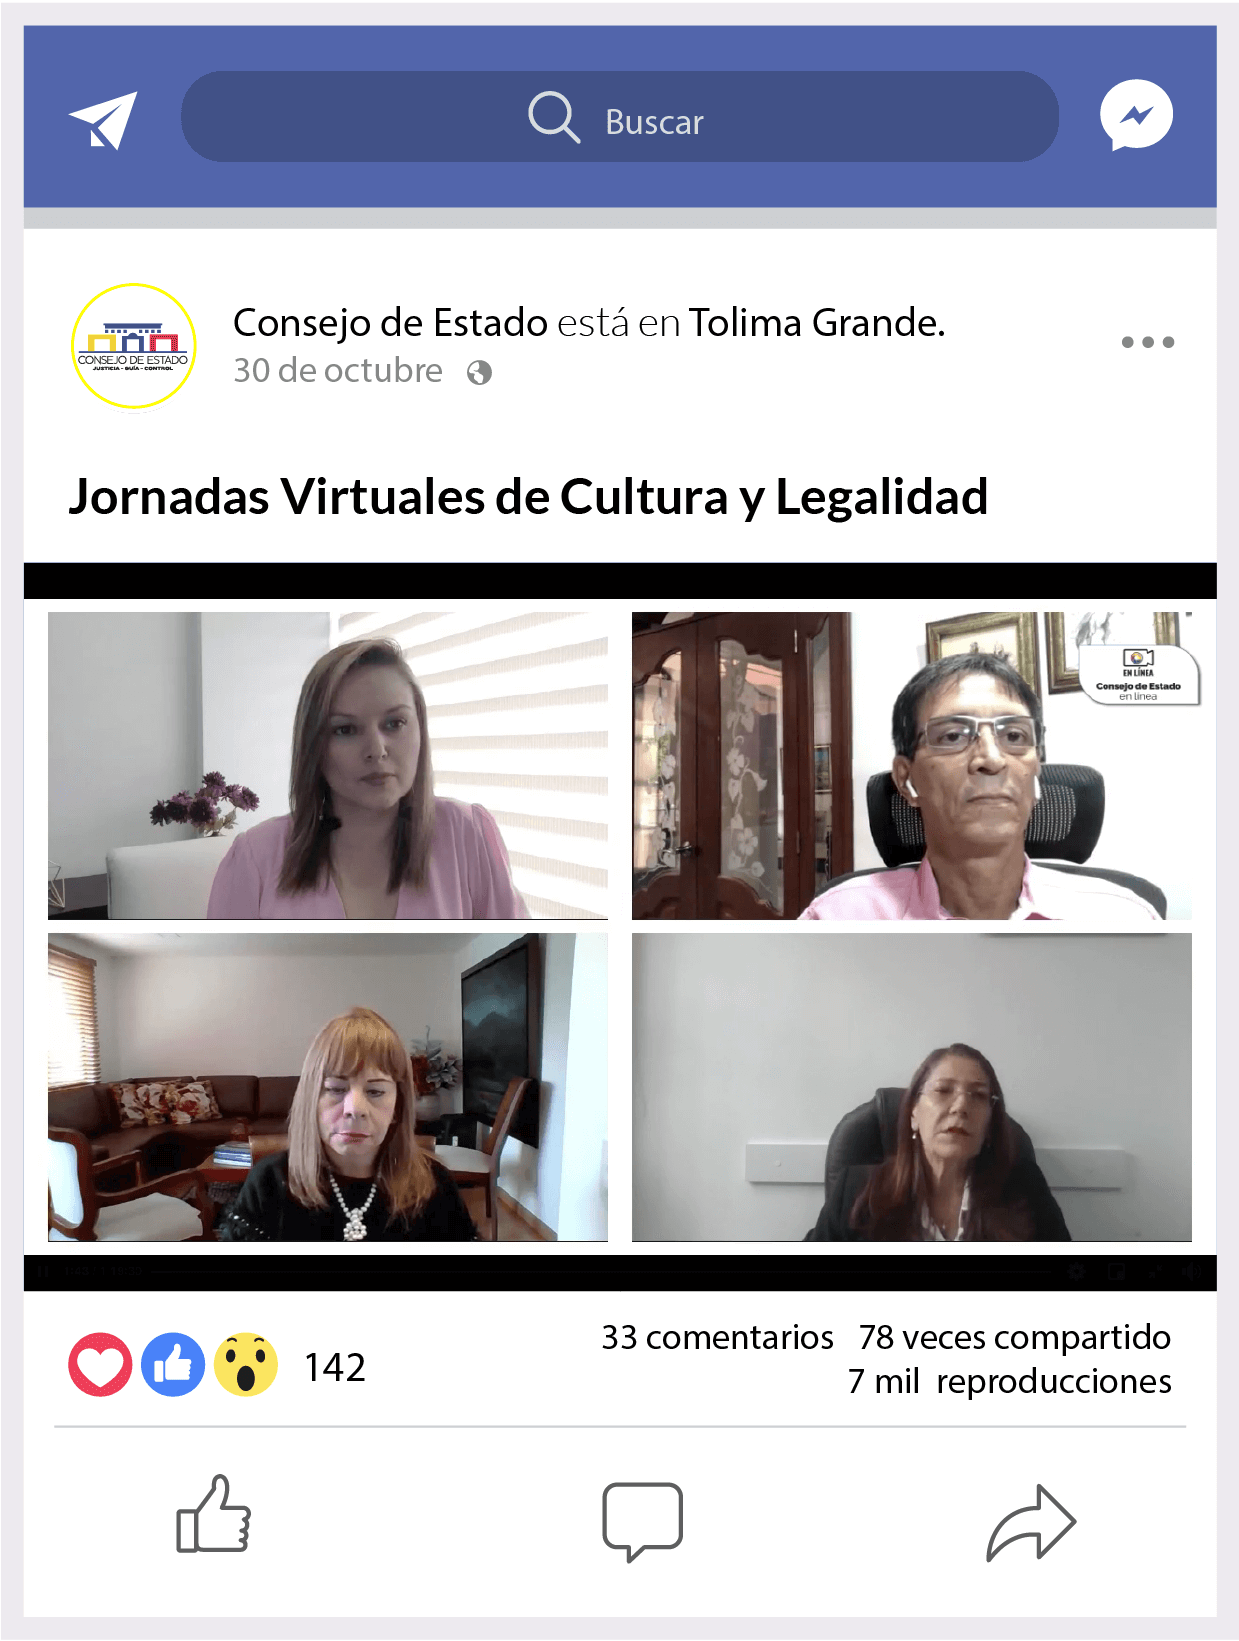 Buscar
Consejo de Estado está en Tolima Grande.
30 de octubre
CONSEJO DE ESTADO
JUSTICIA - GUÍA - CONTROL
Jornadas Virtuales de Cultura y Legalidad
EN LÍNEA
Consejo de Estado
en línea
142
33 comentarios 78 veces compartido
7 mil reproducciones